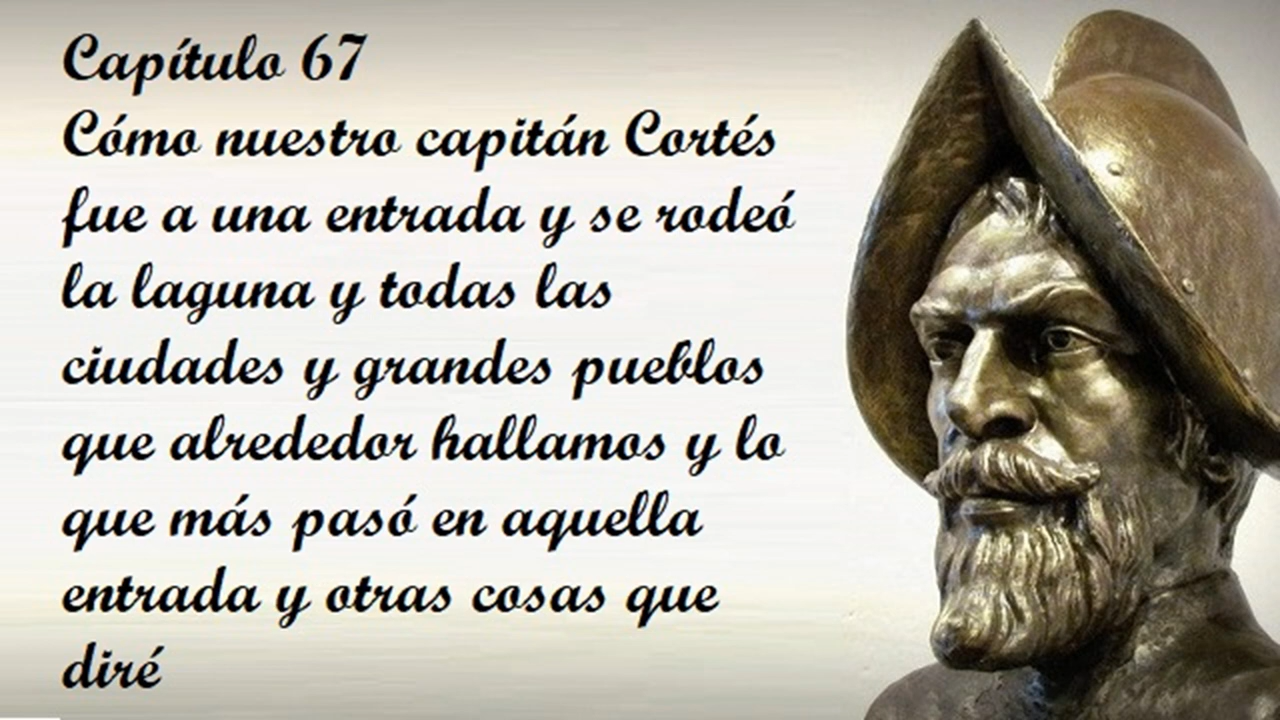 Capítulo 67
Cómo nuestro capitán Cortés
fue a una entrada y se rodeó
la laguna y todas las
ciudades y grandes pueblos
que alrededor hallamos y lo
que más pasó en aquella
entrada y otras cosas que
diré